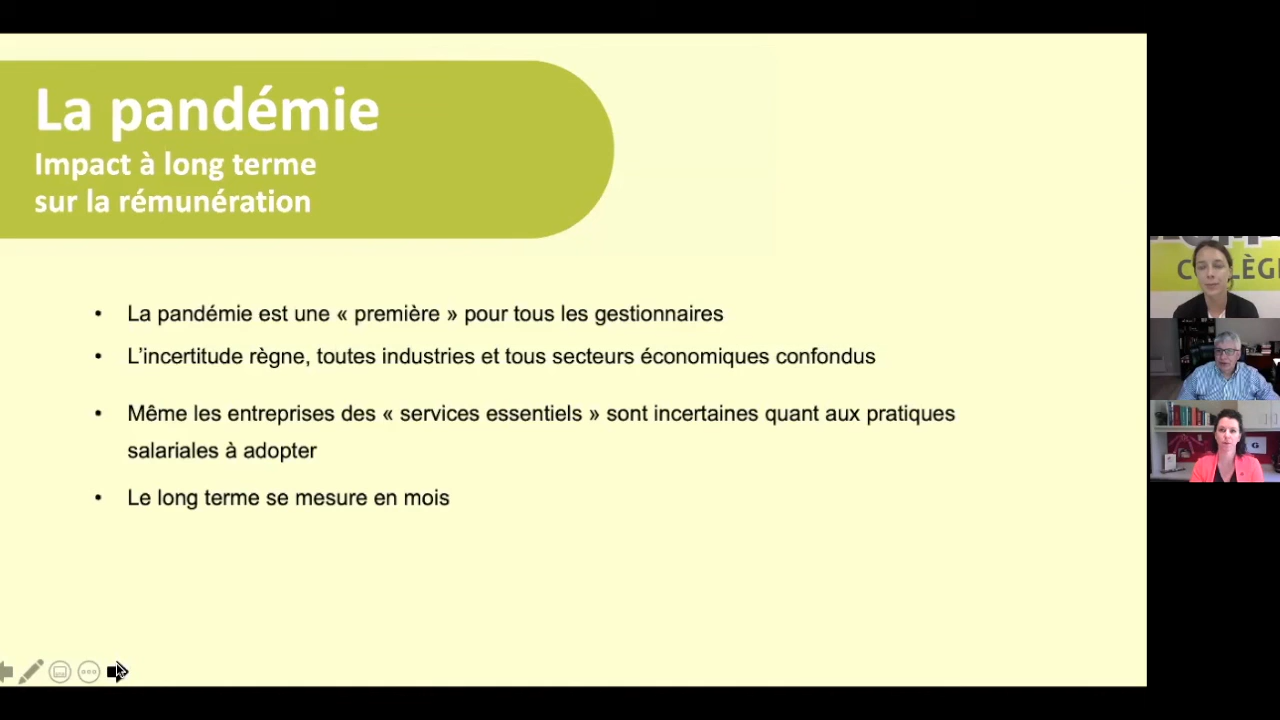 La pandémie
Impact à long terme
sur la rémunération
• La pandémie est une « première » pour tous les gestionnaires
• L’incertitude règne, toutes industries et tous secteurs économiques confondus
• Même les entreprises des « services essentiels » sont incertaines quant aux pratiques
salariales à adopter
• Le long terme se mesure en mois
G